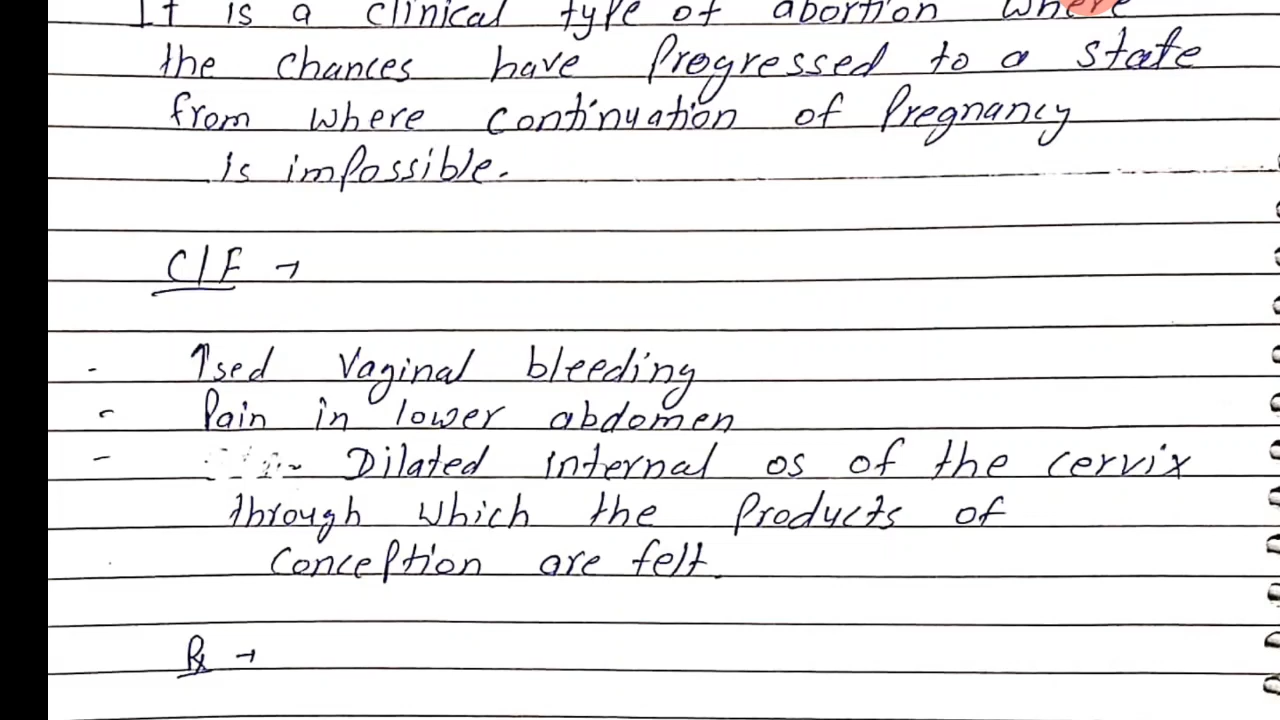 It is a clinical type of abortion where
the chances have Progressed to a state
from where continuation of Pregnancy
is impossible.
C/F →
- ↑sed Vaginal bleeding
- Pain in lower abdomen
- Dilated internal os of the cervix
through which the Products of
Conception are felt.
℞ →